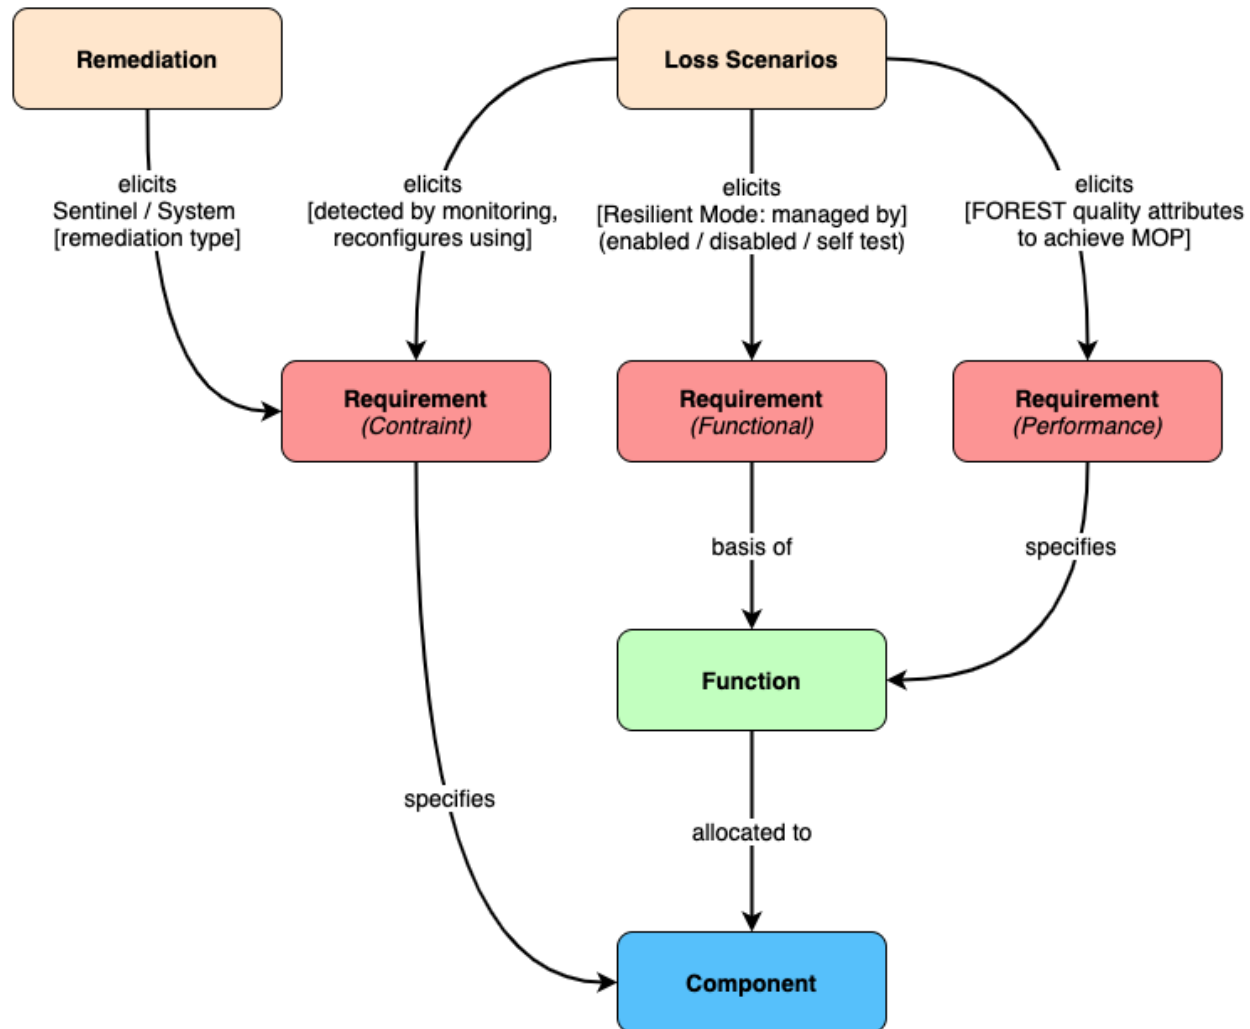 Remediation
Loss Scenarios
elicits
Sentinel / System
[remediation type]
elicits
[detected by monitoring,
reconfigures using]
elicits
[Resilient Mode: managed by]
(enabled / disabled / self test)
elicits
[FOREST quality attributes
to achieve MOP]
Requirement
(Contraint)
Requirement
(Functional)
Requirement
(Performance)
basis of
specifies
Function
specifies
allocated to
Component